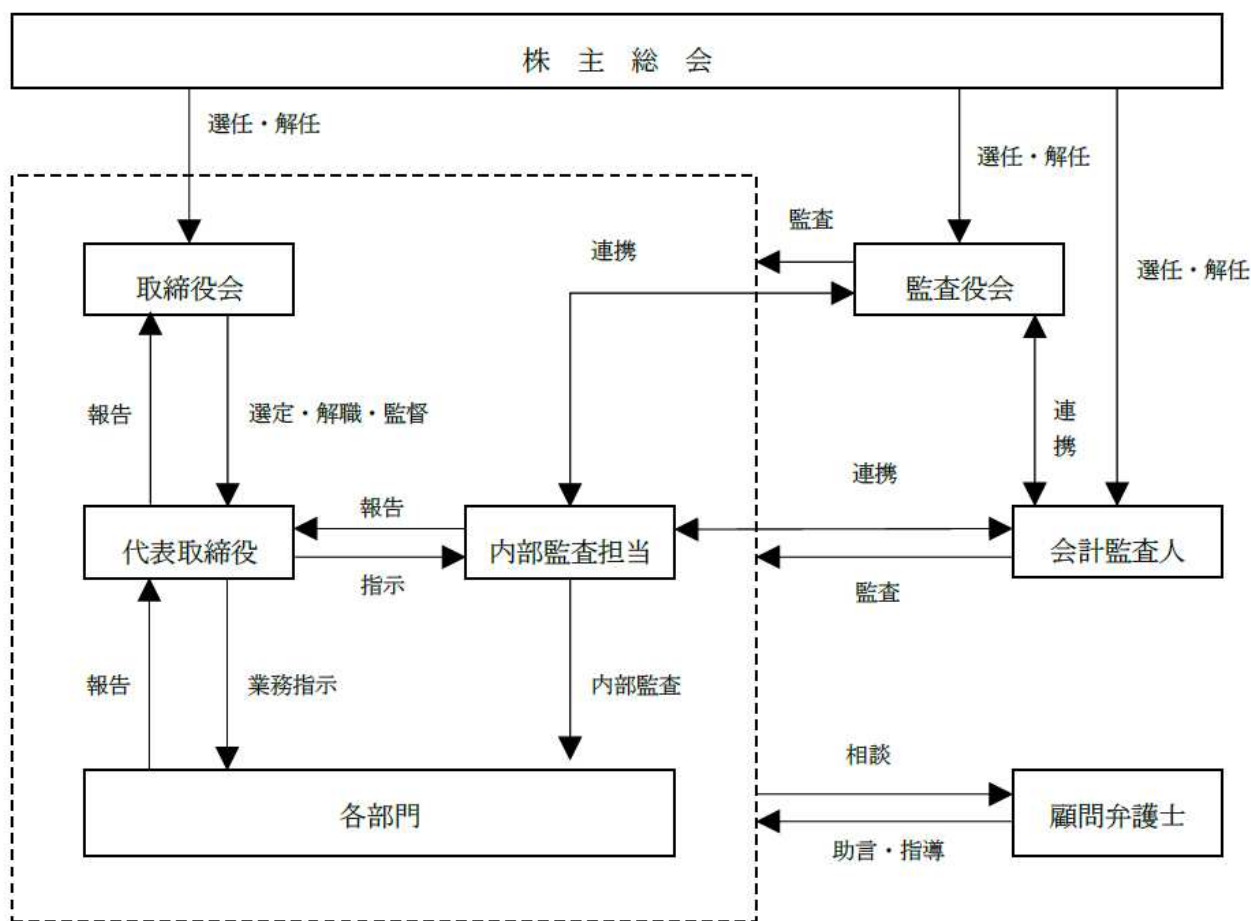 株 主 総 会
選任・解任
選任・解任
選任・解任
監査
連携
取締役会
監査役会
報告
選定・解職・監督
連
携
連携
報告
代表取締役
内部監査担当
会計監査人
指示
監査
報告
業務指示
内部監査
相談
各部門
顧問弁護士
助言・指導